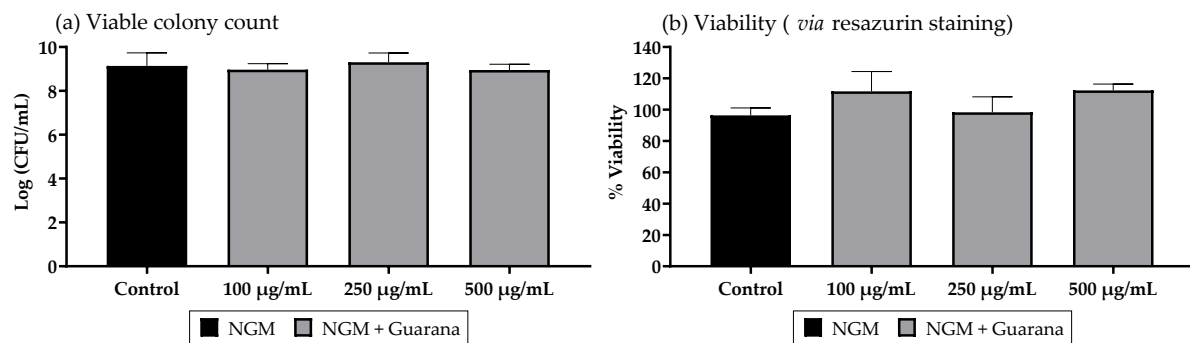 (a) Viable colony count
Log (CFU/mL)
10
8
6
4
2
0
Control
100 µg/mL
250 µg/mL
500 µg/mL
NGM
NGM + Guarana
(b) Viability ( via resazurin staining)
% Viability
140
120
100
80
60
40
20
0
Control
100 µg/mL
250 µg/mL
500 µg/mL
NGM
NGM + Guarana